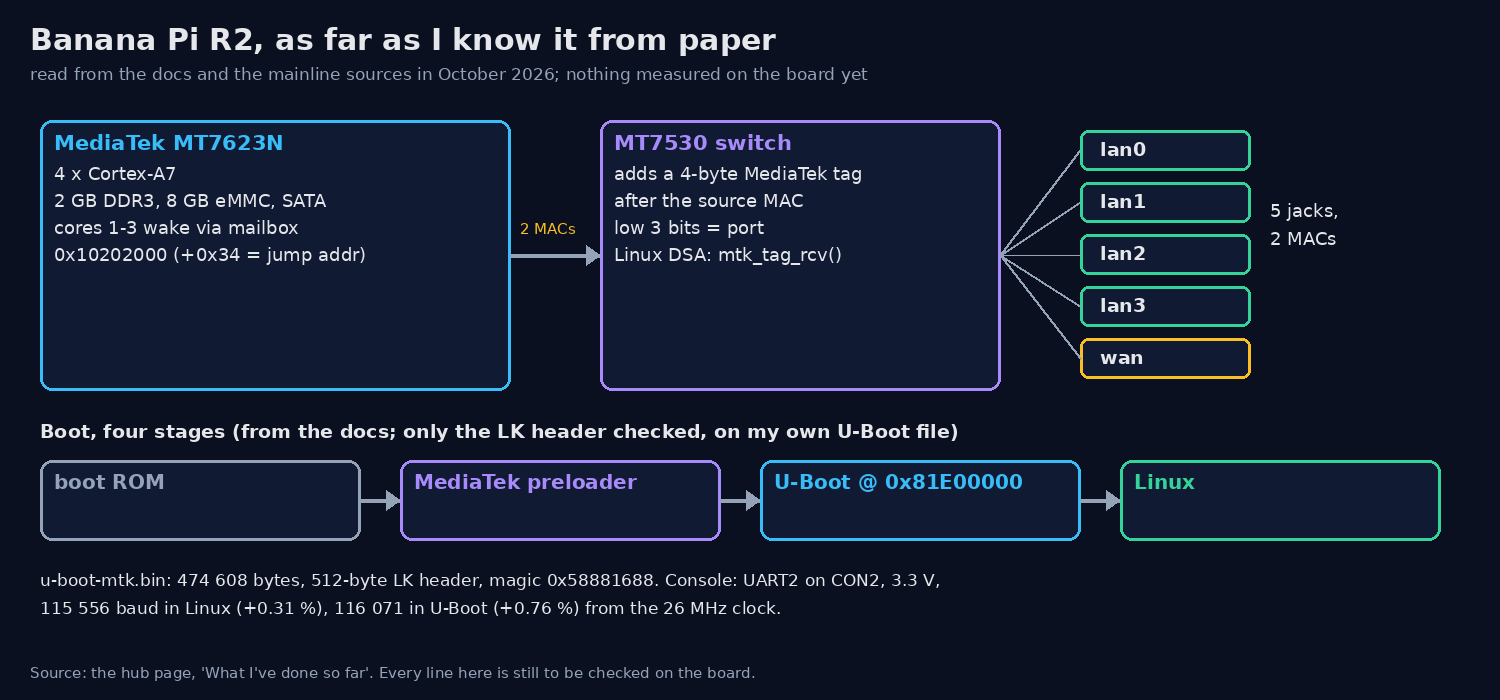 Banana Pi R2, as far as I know it from paper
read from the docs and the mainline sources in October 2026; nothing measured on the board yet
MediaTek MT7623N
4 x Cortex-A7
2 GB DDR3, 8 GB eMMC, SATA
cores 1-3 wake via mailbox
0x10202000 (+0x34 = jump addr)
2 MACs
MT7530 switch
adds a 4-byte MediaTek tag
after the source MAC
low 3 bits = port
Linux DSA: mtk_tag_rcv()
lan0
lan1
lan2
lan3
wan
5 jacks,
2 MACs
Boot, four stages (from the docs; only the LK header checked, on my own U-Boot file)
boot ROM
MediaTek preloader
U-Boot @ 0x81E00000
Linux
u-boot-mtk.bin: 474 608 bytes, 512-byte LK header, magic 0x58881688. Console: UART2 on CON2, 3.3 V,
115 556 baud in Linux (+0.31 %), 116 071 in U-Boot (+0.76 %) from the 26 MHz clock.
Source: the hub page, 'What I've done so far'. Every line here is still to be checked on the board.